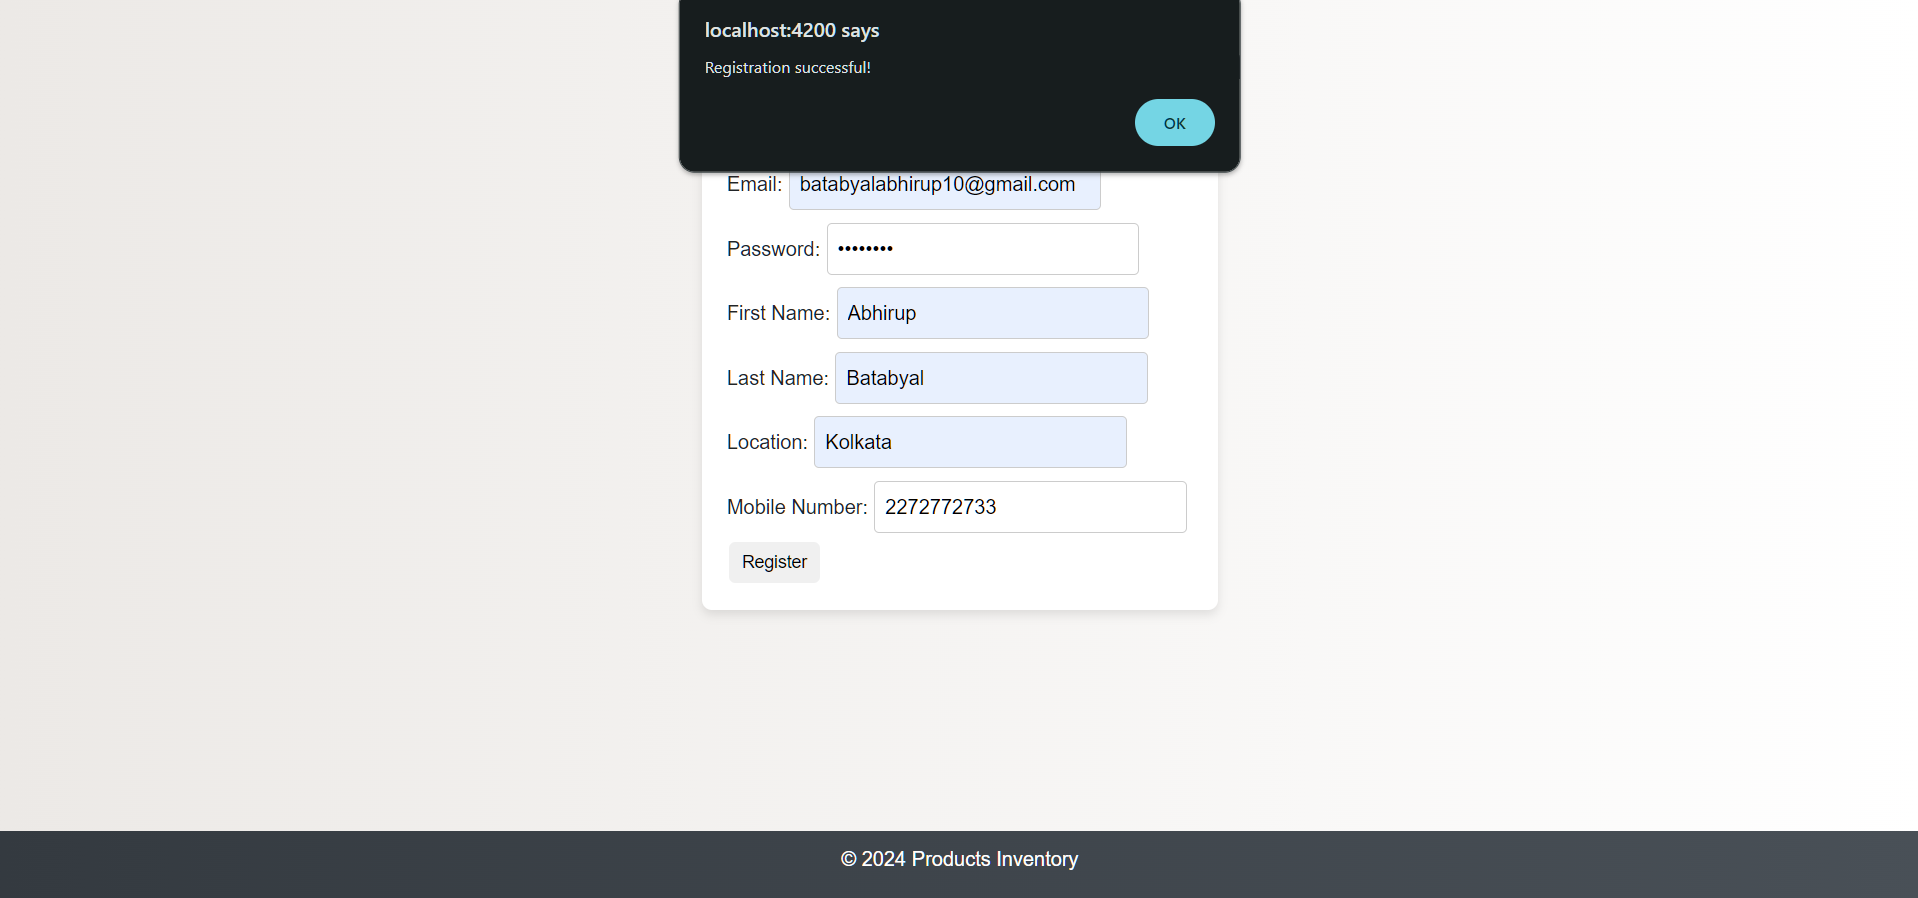 localhost:4200 says
Registration successful!
OK
Email: batabyalabhirup10@gmail.com
Password: ••••••••
First Name: Abhirup
Last Name: Batabyal
Location: Kolkata
Mobile Number: 2272772733
Register
© 2024 Products Inventory